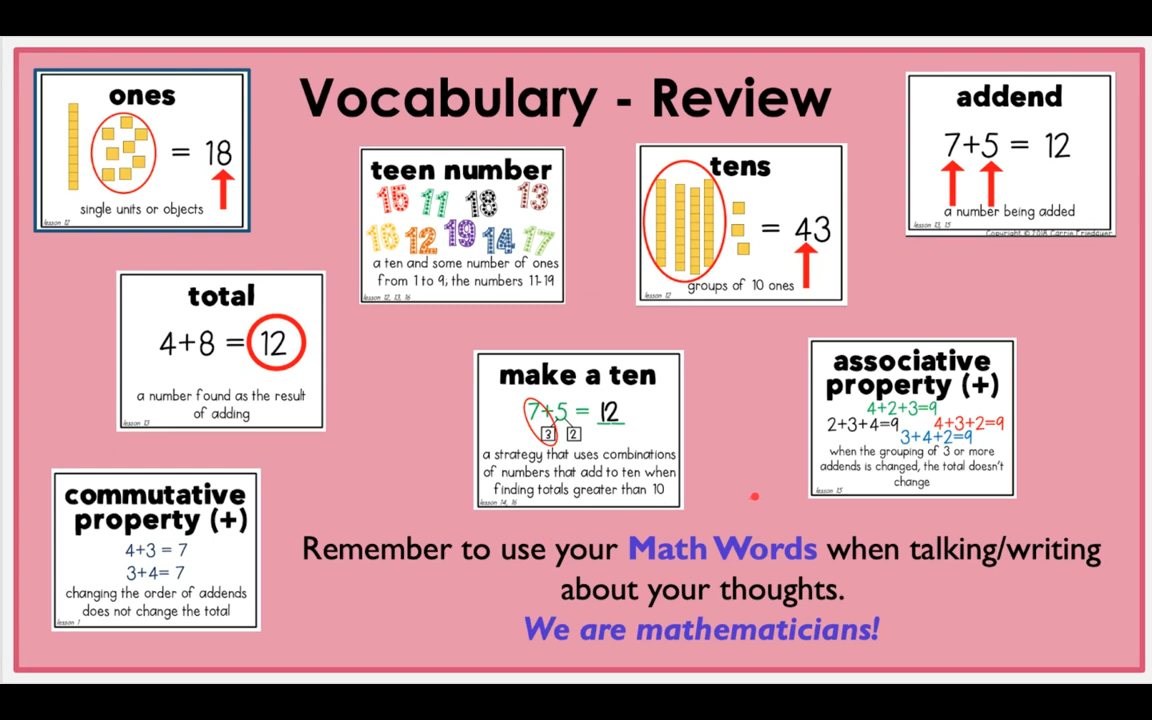 Vocabulary - Review
ones
= 18
single units or objects
lesson 12
teen number
15 11 18 13
16 12 19 14 17
a ten and some number of ones
from 1 to 9, the numbers 11-19
lesson 12, 13, 16
tens
= 43
groups of 10 ones
lesson 12
addend
7+5 = 12
a number being added
lesson 13, 15
Copyright © 2018 Carrin Friedauer
total
4+8 = 12
a number found as the result
of adding
lesson 13
make a ten
7+5 = 12
3 2
a strategy that uses combinations
of numbers that add to ten when
finding totals greater than 10
lesson 14, 16
associative
property (+)
4+2+3=9
2+3+4=9 4+3+2=9
3+4+2=9
when the grouping of 3 or more
addends is changed, the total doesn't
change
lesson 15
commutative
property (+)
4+3 = 7
3+4= 7
changing the order of addends
does not change the total
lesson 1
Remember to use your Math Words when talking/writing
about your thoughts.
We are mathematicians!